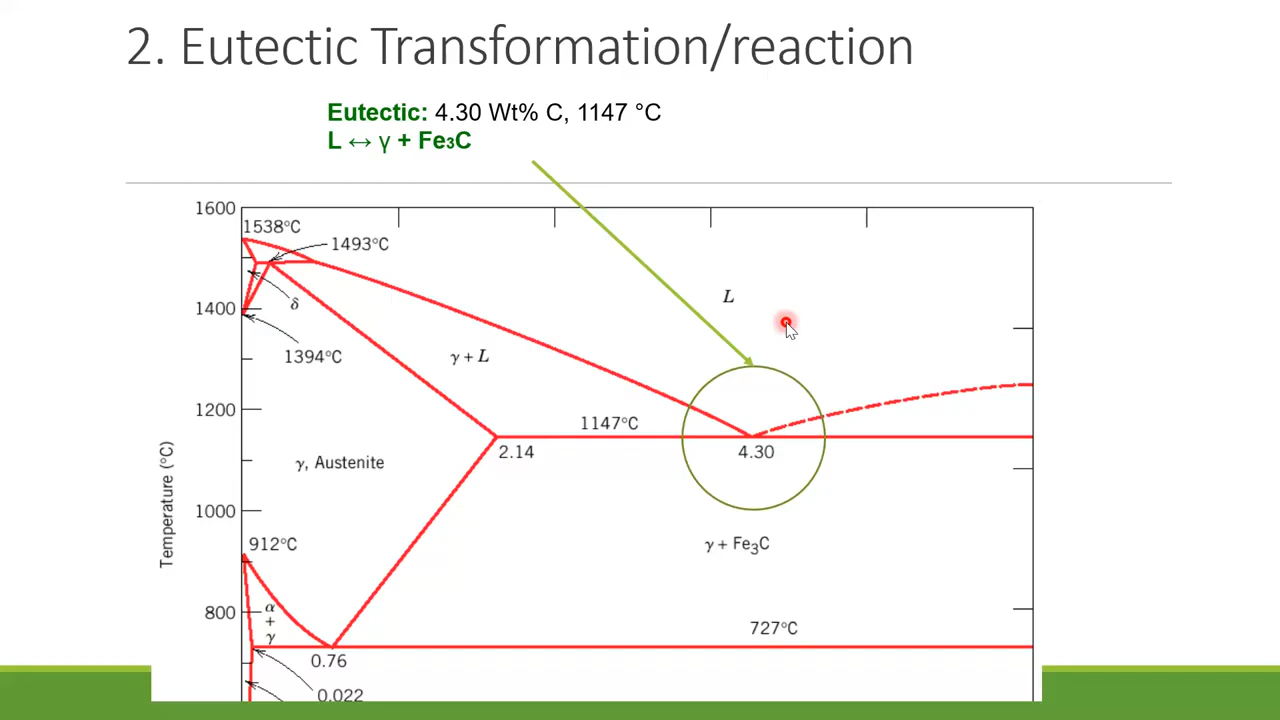 2. Eutectic Transformation/reaction
Eutectic: 4.30 Wt% C, 1147 °C
L ↔ γ + Fe₃C
1600
1538°C
1493°C
L
1400
δ
1394°C
γ + L
1200
1147°C
2.14
4.30
γ, Austenite
Temperature (°C)
1000
912°C
γ + Fe₃C
800
α
+
γ
727°C
0.76
0.022